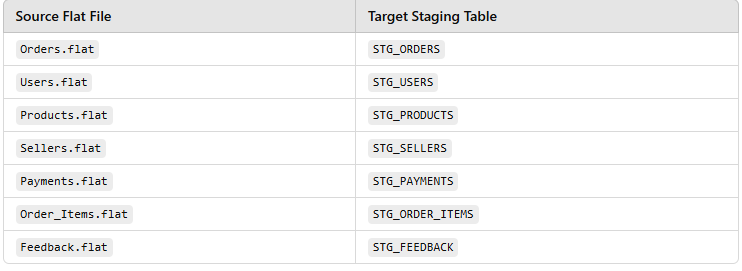 Source Flat File Target Staging Table
Orders.flat STG_ORDERS
Users.flat STG_USERS
Products.flat STG_PRODUCTS
Sellers.flat STG_SELLERS
Payments.flat STG_PAYMENTS
Order_Items.flat STG_ORDER_ITEMS
Feedback.flat STG_FEEDBACK